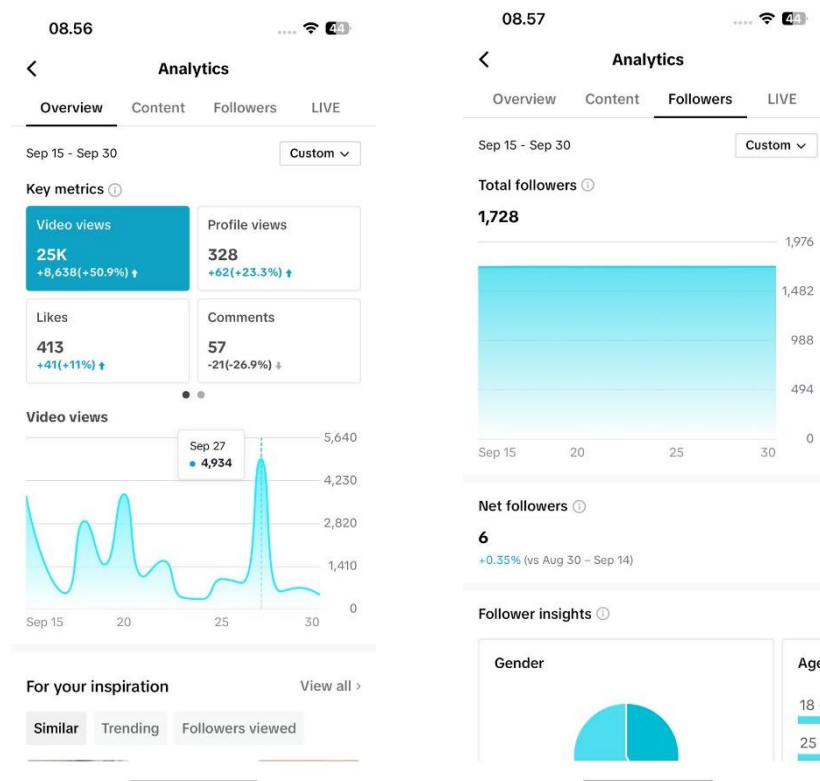 08.56
44
Analytics
Overview Content Followers LIVE
Sep 15 - Sep 30
Custom
Key metrics
Video views
25K
+8,638(+50.9%)
Profile views
328
+62(+23.3%)
Likes
413
+41(+11%)
Comments
57
-21(-26.9%)
Video views
Sep 27
4,934
5,640
4,230
2,820
1,410
0
Sep 15 20 25 30
For your inspiration
View all
Similar Trending Followers viewed
08.57
44
Analytics
Overview Content Followers LIVE
Sep 15 - Sep 30
Custom
Total followers
1,728
1,976
1,482
988
494
0
Sep 15 20 25 30
Net followers
6
+0.35% (vs Aug 30 – Sep 14)
Follower insights
Gender
Age
18
25